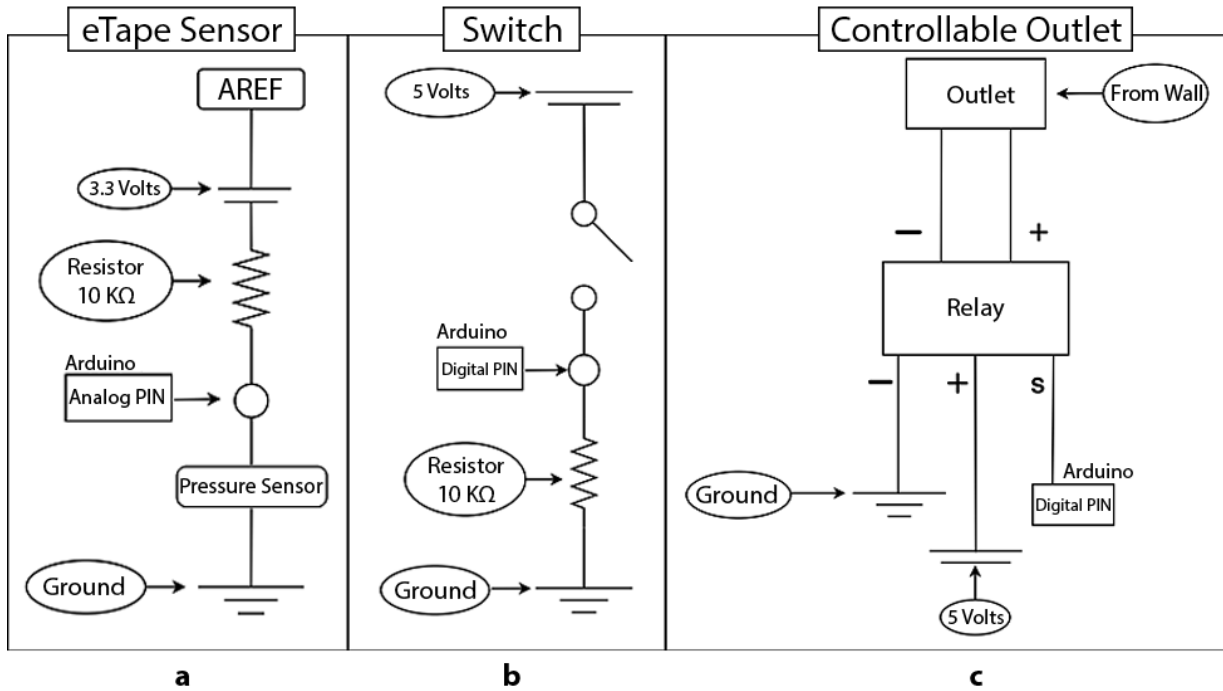 eTape Sensor
AREF
3.3 Volts
Resistor
10 KΩ
Arduino
Analog PIN
Pressure Sensor
Ground
a
Switch
5 Volts
Arduino
Digital PIN
Resistor
10 KΩ
Ground
b
Controllable Outlet
Outlet
From Wall
− +
Relay
− + s
Ground
Arduino
Digital PIN
5 Volts
c